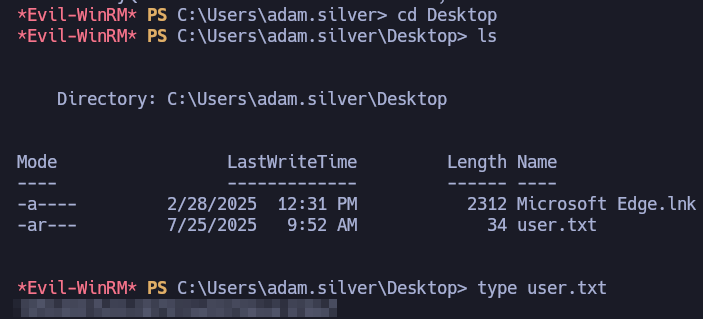 *Evil-WinRM* PS C:\Users\adam.silver> cd Desktop
*Evil-WinRM* PS C:\Users\adam.silver\Desktop> ls
Directory: C:\Users\adam.silver\Desktop
Mode LastWriteTime Length Name
---- ------------- ------ ----
-a---- 2/28/2025 12:31 PM 2312 Microsoft Edge.lnk
-ar--- 7/25/2025 9:52 AM 34 user.txt
*Evil-WinRM* PS C:\Users\adam.silver\Desktop> type user.txt